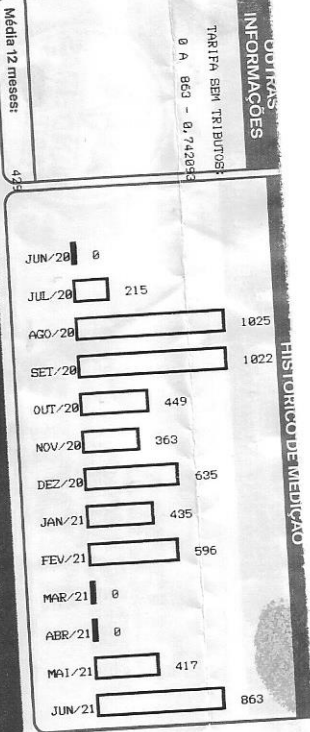 OUTRAS
INFORMAÇÕES
TARIFA SEM TRIBUTOS:
0 A 863 - 0,742093
Média 12 meses: 429
HISTÓRICO DE MEDIÇÃO
JUN/20 0
JUL/20 215
AGO/20 1025
SET/20 1022
OUT/20 449
NOV/20 363
DEZ/20 635
JAN/21 435
FEV/21 596
MAR/21 0
ABR/21 0
MAI/21 417
JUN/21 863